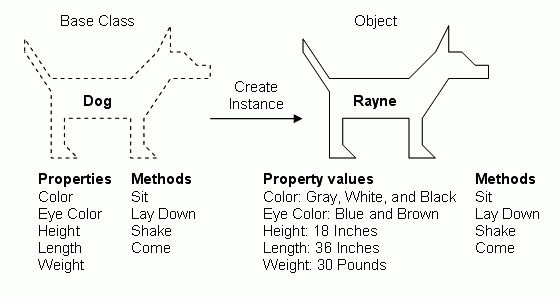 Base Class
Object
Dog
Create
Instance
Rayne
Properties
Color
Eye Color
Height
Length
Weight
Methods
Sit
Lay Down
Shake
Come
Property values
Color: Gray, White, and Black
Eye Color: Blue and Brown
Height: 18 Inches
Length: 36 Inches
Weight: 30 Pounds
Methods
Sit
Lay Down
Shake
Come